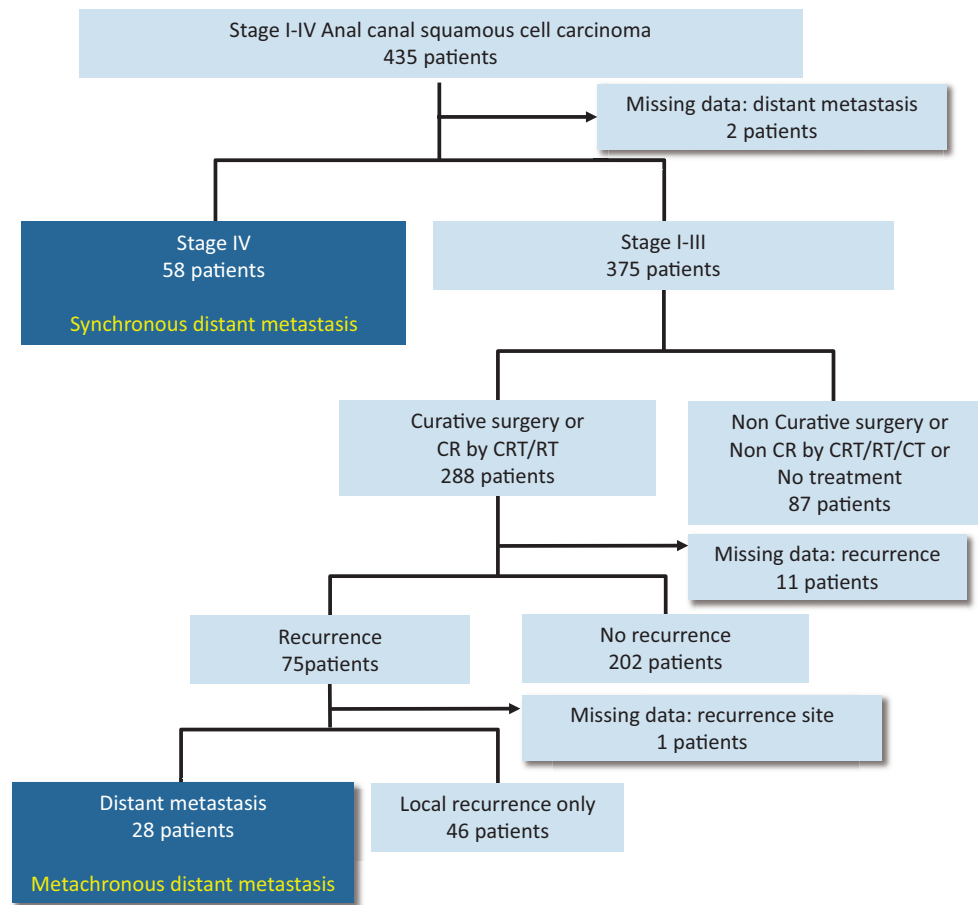 Stage I-IV Anal canal squamous cell carcinoma
435 patients
Missing data: distant metastasis
2 patients
Stage IV
58 patients
Synchronous distant metastasis
Stage I-III
375 patients
Curative surgery or
CR by CRT/RT
288 patients
Non Curative surgery or
Non CR by CRT/RT/CT or
No treatment
87 patients
Missing data: recurrence
11 patients
Recurrence
75patients
No recurrence
202 patients
Missing data: recurrence site
1 patients
Distant metastasis
28 patients
Metachronous distant metastasis
Local recurrence only
46 patients